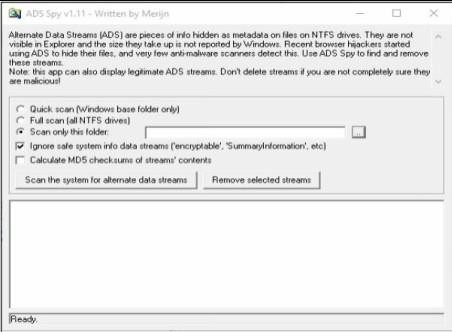 ADS Spy v1.11 - Written by Merijn
Alternate Data Streams (ADS) are pieces of info hidden as metadata on files on NTFS drives. They are not
visible in Explorer and the size they take up is not reported by Windows. Recent browser hijackers started
using ADS to hide their files, and very few anti-malware scanners detect this. Use ADS Spy to find and remove
these streams.
Note: this app can also display legitimate ADS streams. Don't delete streams if you are not completely sure they
are malicious!
Quick scan (Windows base folder only)
Full scan (all NTFS drives)
Scan only this folder:
...
Ignore safe system info data streams ('encryptable', 'SummaryInformation', etc)
Calculate MD5 checksums of streams' contents
Scan the system for alternate data streams
Remove selected streams
Ready.